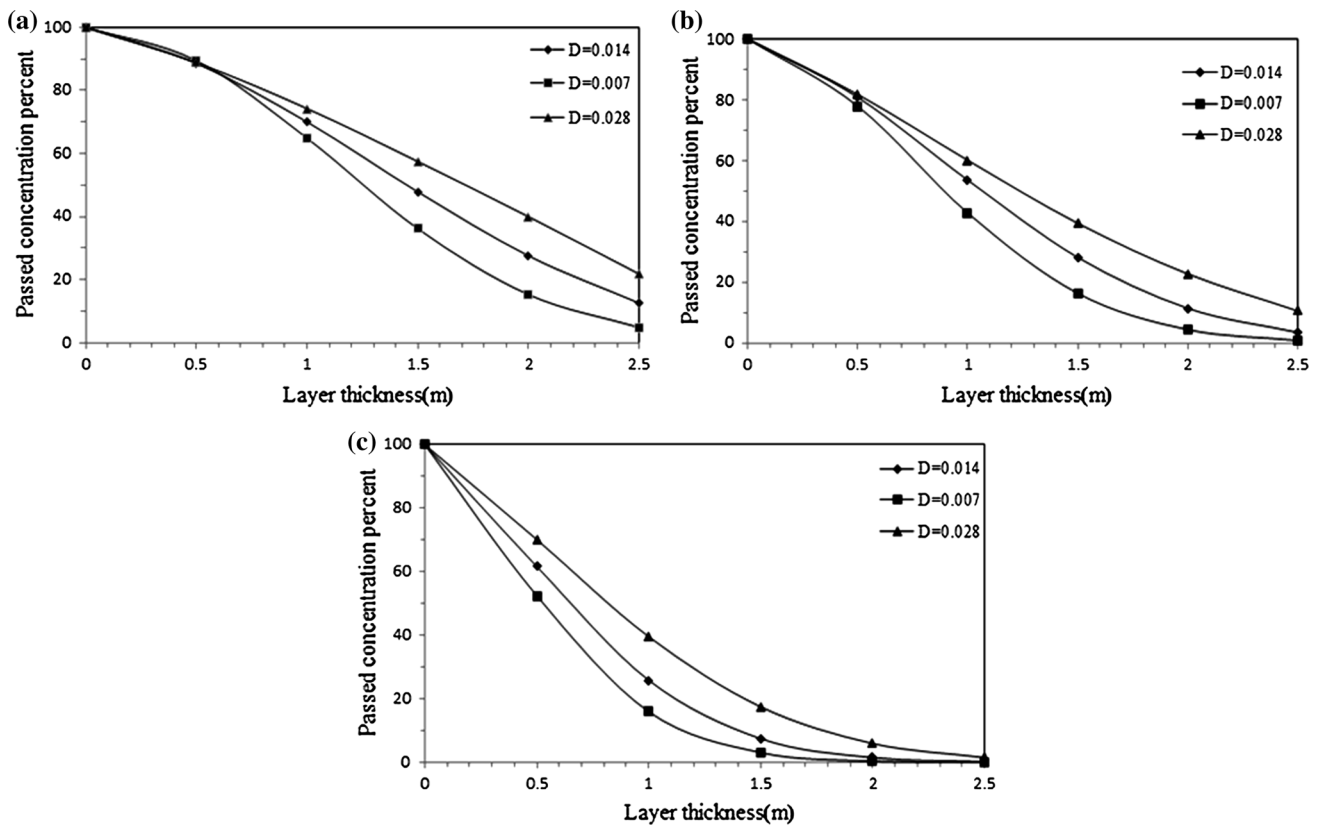 (a)
Passed concentration percent
100
80
60
40
20
0
0 0.5 1 1.5 2 2.5
Layer thickness(m)
D=0.014
D=0.007
D=0.028
(b)
Passed concentration percent
100
80
60
40
20
0
0 0.5 1 1.5 2 2.5
Layer thickness(m)
D=0.014
D=0.007
D=0.028
(c)
Passed concentration percent
100
80
60
40
20
0
0 0.5 1 1.5 2 2.5
Layer thickness(m)
D=0.014
D=0.007
D=0.028